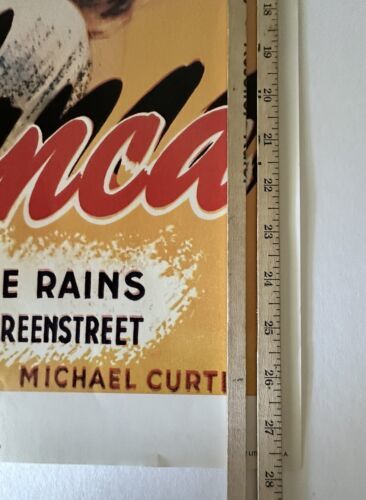 nca
E RAINS
REENSTREET
MICHAEL CURTI
18
19
20
21
22
23
24
25
26
27
28